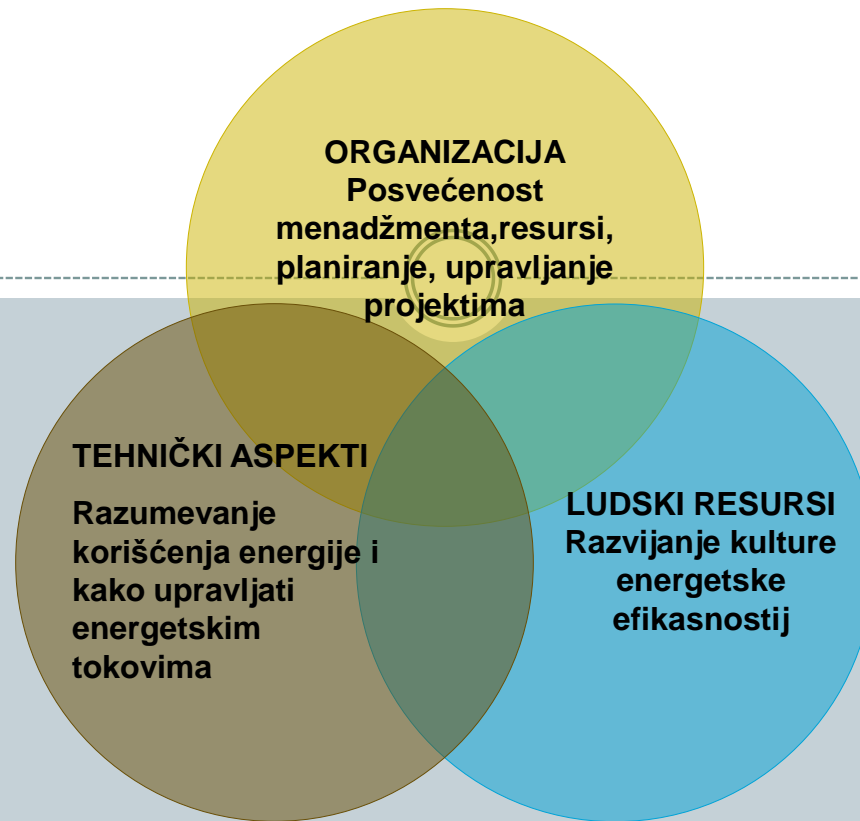 ORGANIZACIJA
Posvećenost
menadžmenta,resursi,
planiranje, upravljanje
projektima
TEHNIČKI ASPEKTI
Razumevanje
korišćenja energije i
kako upravljati
energetskim
tokovima
LUDSKI RESURSI
Razvijanje kulture
energetske
efikasnostij